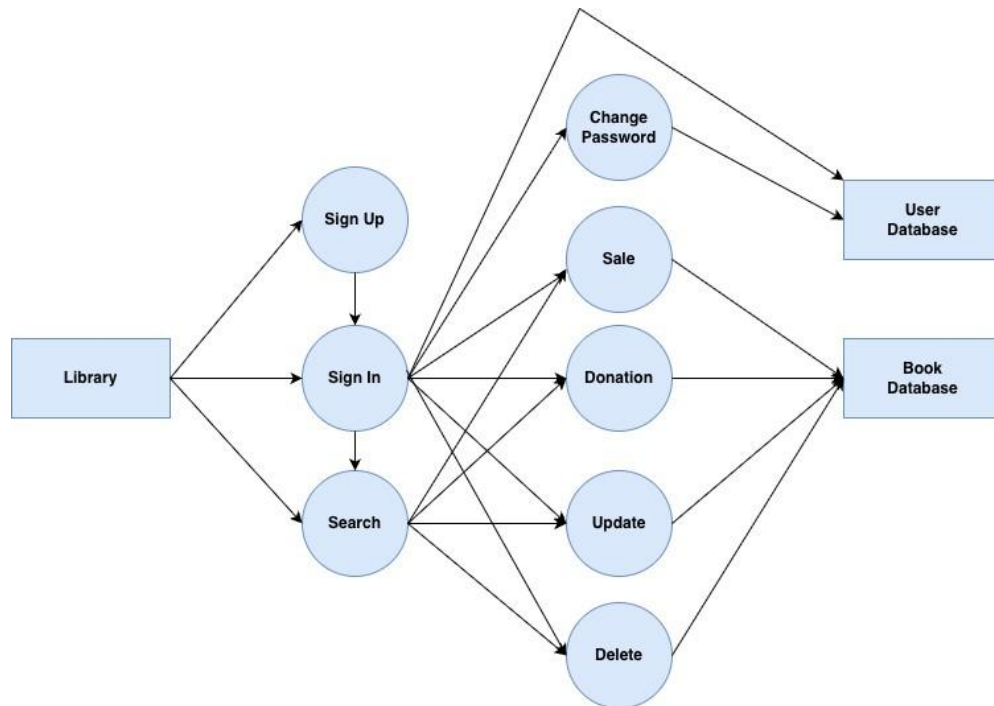 Change
Password
User
Database
Sign Up
Sale
Library
Sign In
Donation
Book
Database
Search
Update
Delete